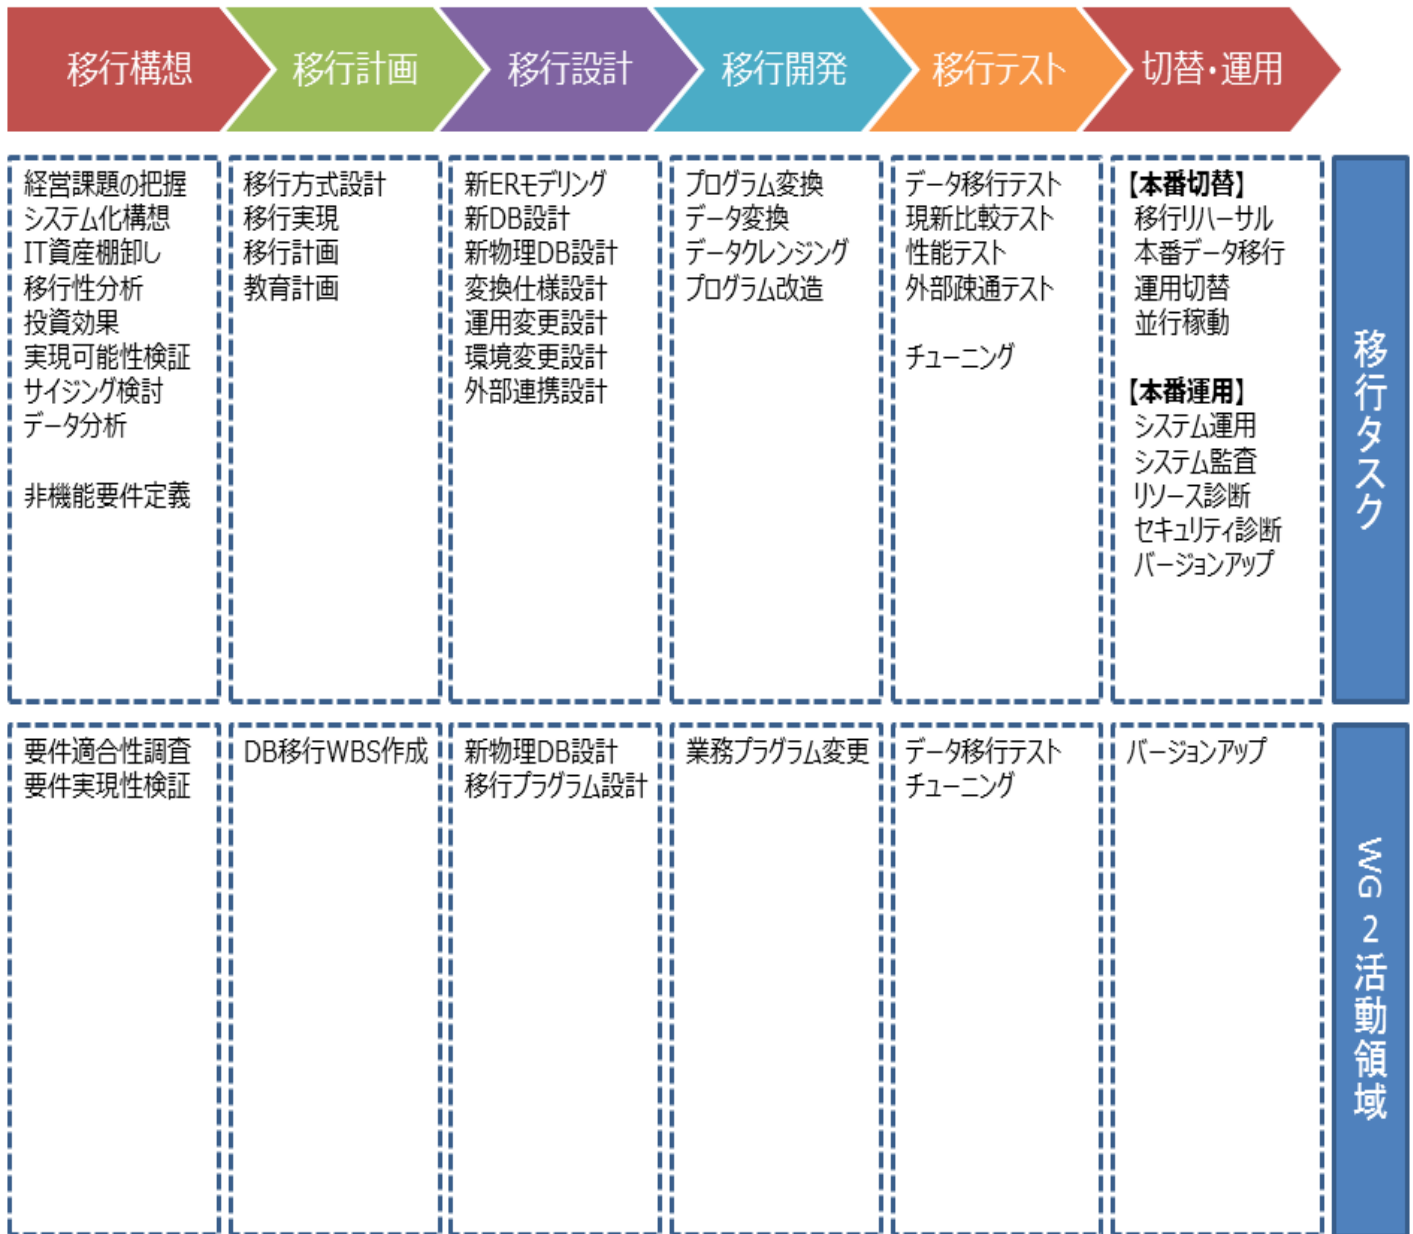 移行構想
移行計画
移行設計
移行開発
移行テスト
切替・運用
経営課題の把握
システム化構想
IT資産棚卸し
移行性分析
投資効果
実現可能性検証
サイジング検討
データ分析
非機能要件定義
移行方式設計
移行実現
移行計画
教育計画
新ERモデリング
新DB設計
新物理DB設計
変換仕様設計
運用変更設計
環境変更設計
外部連携設計
プログラム変換
データ変換
データクレンジング
プログラム改造
データ移行テスト
現新比較テスト
性能テスト
外部疎通テスト
チューニング
【本番切替】
移行リハーサル
本番データ移行
運用切替
並行稼動
【本番運用】
システム運用
システム監査
リソース診断
セキュリティ診断
バージョンアップ
移行タスク
要件適合性調査
要件実現性検証
DB移行WBS作成
新物理DB設計
移行プラグラム設計
業務プラグラム変更
データ移行テスト
チューニング
バージョンアップ
WG2活動領域